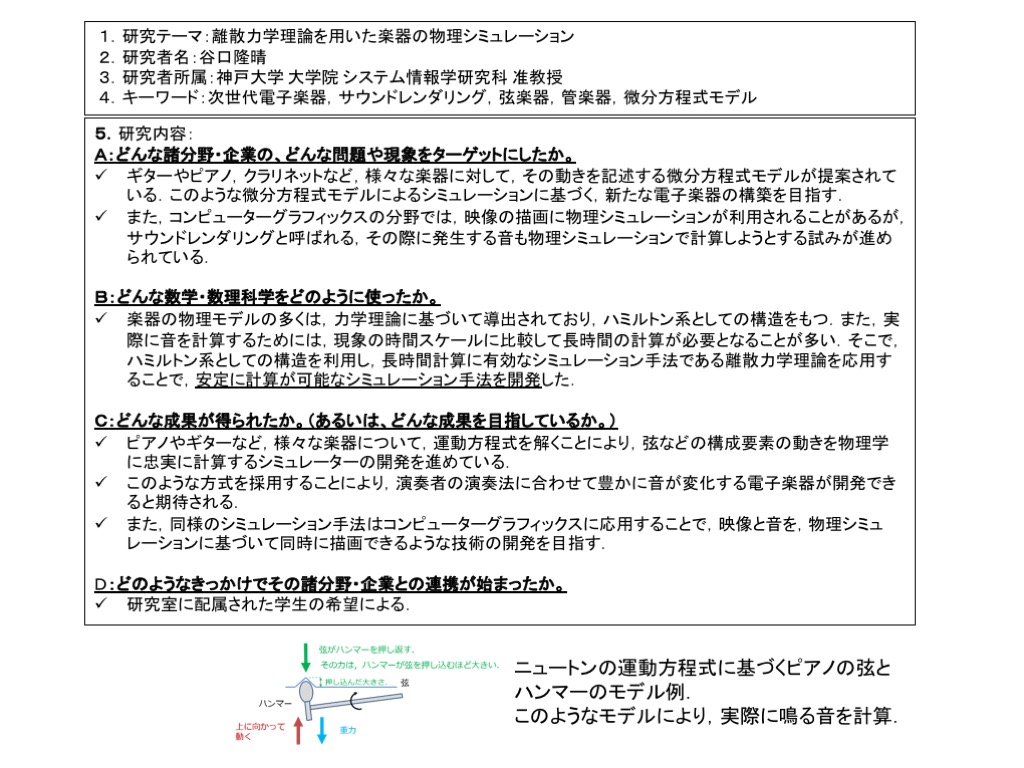 1. 研究テーマ：離散力学理論を用いた楽器の物理シミュレーション
2. 研究者名：谷口隆晴
3. 研究者所属：神戸大学 大学院 システム情報学研究科 准教授
4. キーワード：次世代電子楽器，サウンドレンダリング，弦楽器，管楽器，微分方程式モデル
5. 研究内容：
A：どんな諸分野・企業の、どんな問題や現象をターゲットにしたか。
✓ ギターやピアノ，クラリネットなど，様々な楽器に対して，その動きを記述する微分方程式モデルが提案されて
いる．このような微分方程式モデルによるシミュレーションに基づく，新たな電子楽器の構築を目指す．
✓ また，コンピューターグラフィックスの分野では，映像の描画に物理シミュレーションが利用されることがあるが，
サウンドレンダリングと呼ばれる，その際に発生する音も物理シミュレーションで計算しようとする試みが進め
られている．
B：どんな数学・数理科学をどのように使ったか。
✓ 楽器の物理モデルの多くは，力学理論に基づいて導出されており，ハミルトン系としての構造をもつ．また，実
際に音を計算するためには，現象の時間スケールに比較して長時間の計算が必要となることが多い．そこで，
ハミルトン系としての構造を利用し，長時間計算に有効なシミュレーション手法である離散力学理論を応用す
ることで，安定に計算が可能なシミュレーション手法を開発した．
C：どんな成果が得られたか。（あるいは、どんな成果を目指しているか。）
✓ ピアノやギターなど，様々な楽器について，運動方程式を解くことにより，弦などの構成要素の動きを物理学
に忠実に計算するシミュレーターの開発を進めている．
✓ このような方式を採用することにより，演奏者の演奏法に合わせて豊かに音が変化する電子楽器が開発でき
ると期待される．
✓ また，同様のシミュレーション手法はコンピューターグラフィックスに応用することで，映像と音を，物理シミュ
レーションに基づいて同時に描画できるような技術の開発を目指す．
D：どのようなきっかけでその諸分野・企業との連携が始まったか。
✓ 研究室に配属された学生の希望による．
弦がハンマーを押し返す．
その力は，ハンマーが弦を押し込むほど大きい．
押し込んだ大きさ．
弦
ハンマー
上に向かって
動く
重力
ニュートンの運動方程式に基づくピアノの弦と
ハンマーのモデル例．
このようなモデルにより，実際に鳴る音を計算．